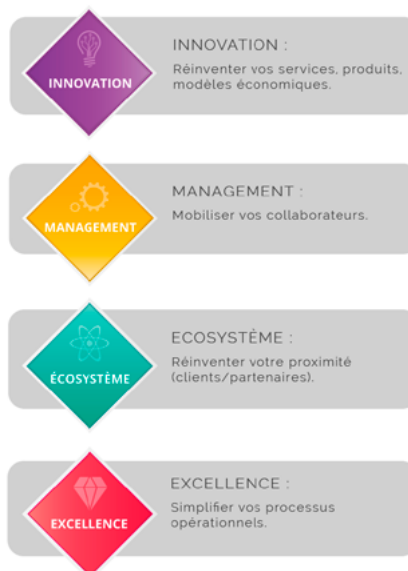 INNOVATION
INNOVATION :
Réinventer vos services, produits,
modèles économiques.
MANAGEMENT
MANAGEMENT :
Mobiliser vos collaborateurs.
ÉCOSYSTÈME
ECOSYSTÈME :
Réinventer votre proximité
(clients/partenaires).
EXCELLENCE
EXCELLENCE :
Simplifier vos processus
opérationnels.